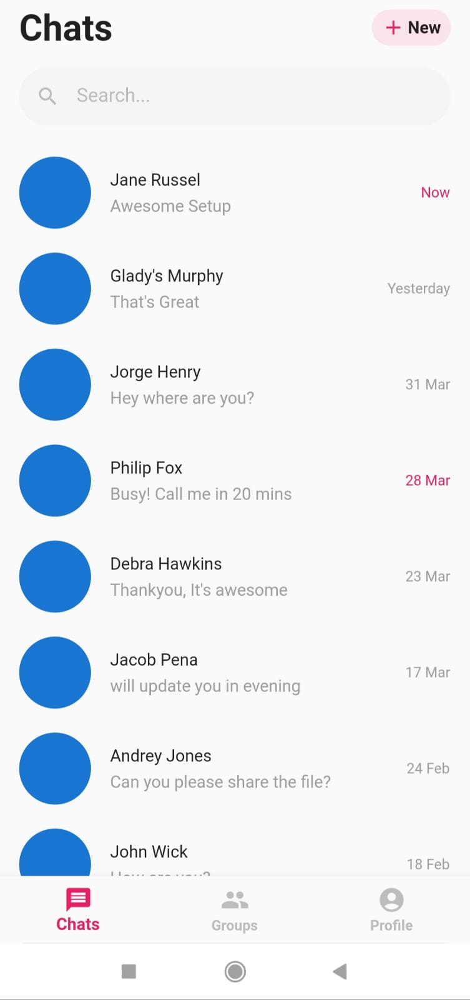 Chats
+ New
Search...
Jane Russel
Awesome Setup
Now
Glady's Murphy
That's Great
Yesterday
Jorge Henry
Hey where are you?
31 Mar
Philip Fox
Busy! Call me in 20 mins
28 Mar
Debra Hawkins
Thankyou, It's awesome
23 Mar
Jacob Pena
will update you in evening
17 Mar
Andrey Jones
Can you please share the file?
24 Feb
John Wick
18 Feb
Chats
Groups
Profile